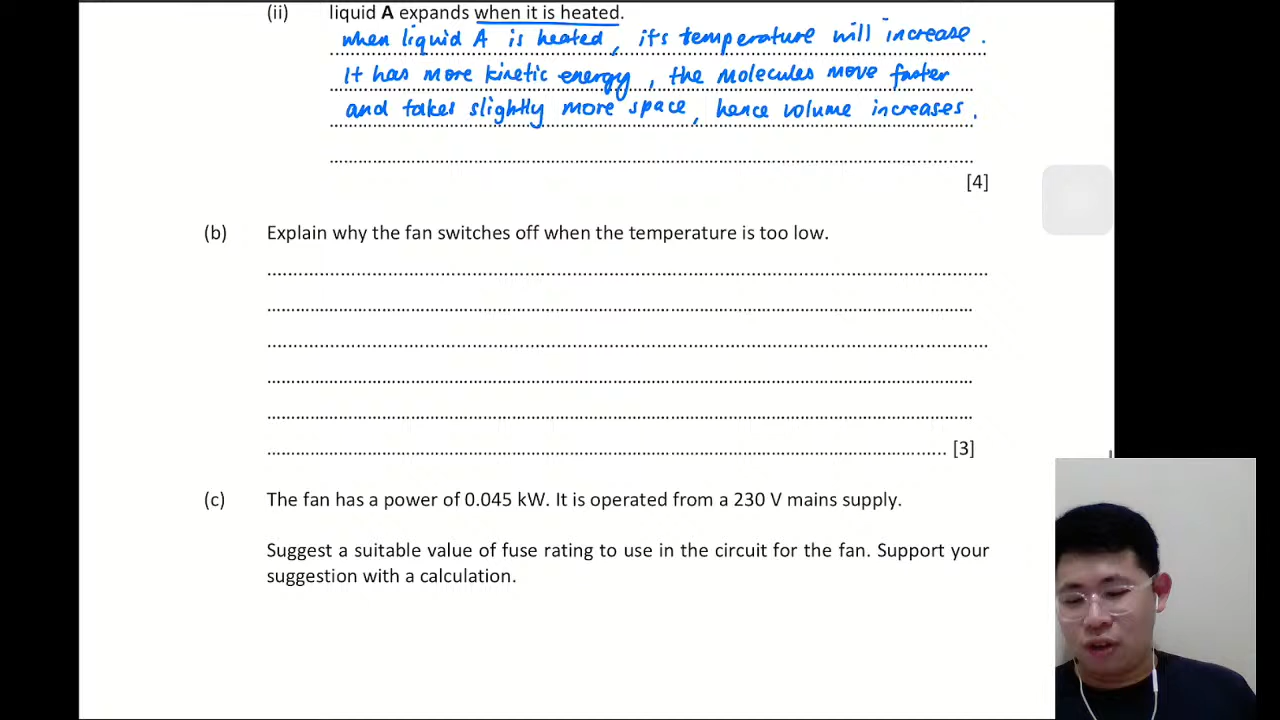 (ii) liquid A expands when it is heated.
when liquid A is heated, it's temperature will increase.
It has more kinetic energy, the molecules move faster
and takes slightly more space, hence volume increases.
[4]
(b) Explain why the fan switches off when the temperature is too low.
[3]
(c) The fan has a power of 0.045 kW. It is operated from a 230 V mains supply.
Suggest a suitable value of fuse rating to use in the circuit for the fan. Support your
suggestion with a calculation.